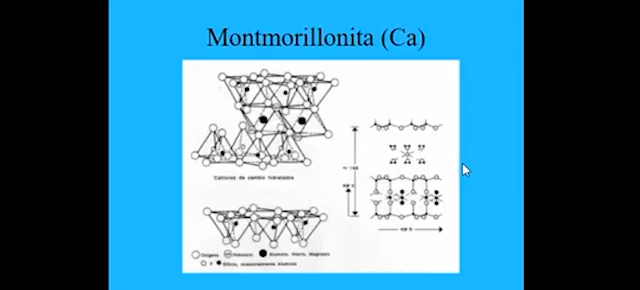 Montmorillonita (Ca)
Cationes de cambio hidratados
Oxígeno Hidroxilo Aluminio, hierro, Magnesio
Y Silicio, ocasionalmente Aluminio